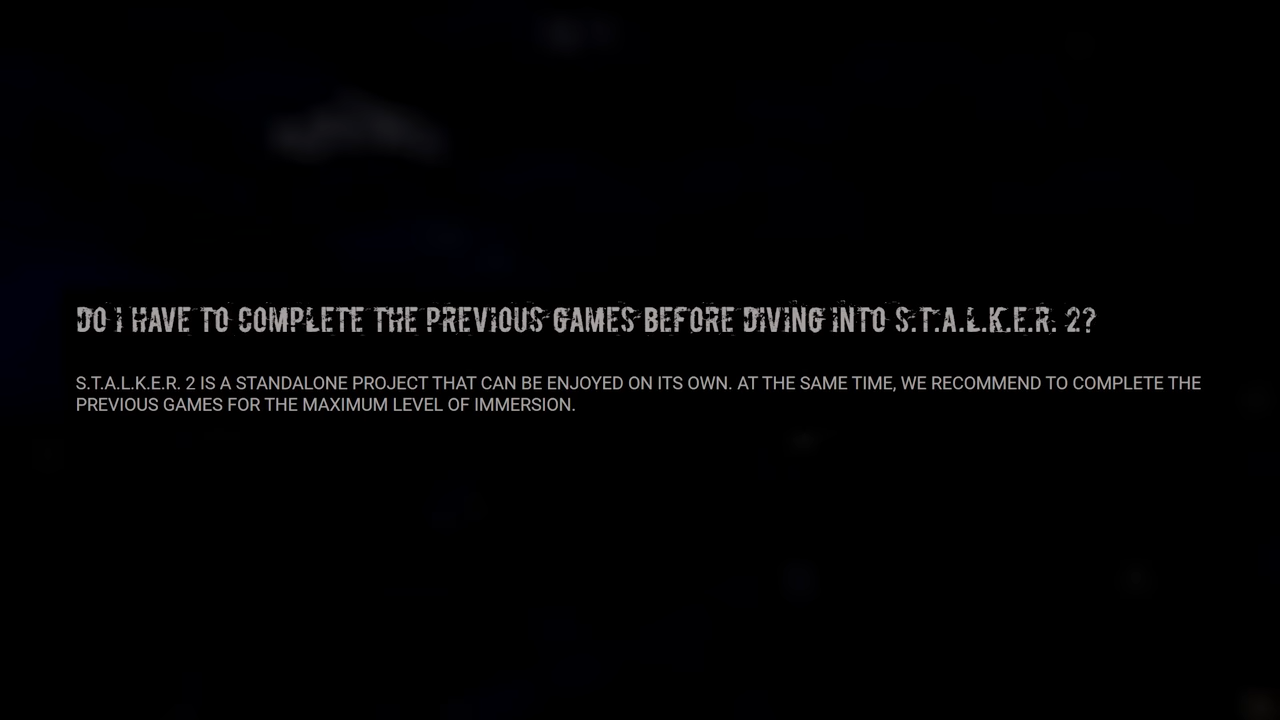 DO I HAVE TO COMPLETE THE PREVIOUS GAMES BEFORE DIVING INTO S.T.A.L.K.E.R. 2?
S.T.A.L.K.E.R. 2 IS A STANDALONE PROJECT THAT CAN BE ENJOYED ON ITS OWN. AT THE SAME TIME, WE RECOMMEND TO COMPLETE THE
PREVIOUS GAMES FOR THE MAXIMUM LEVEL OF IMMERSION.